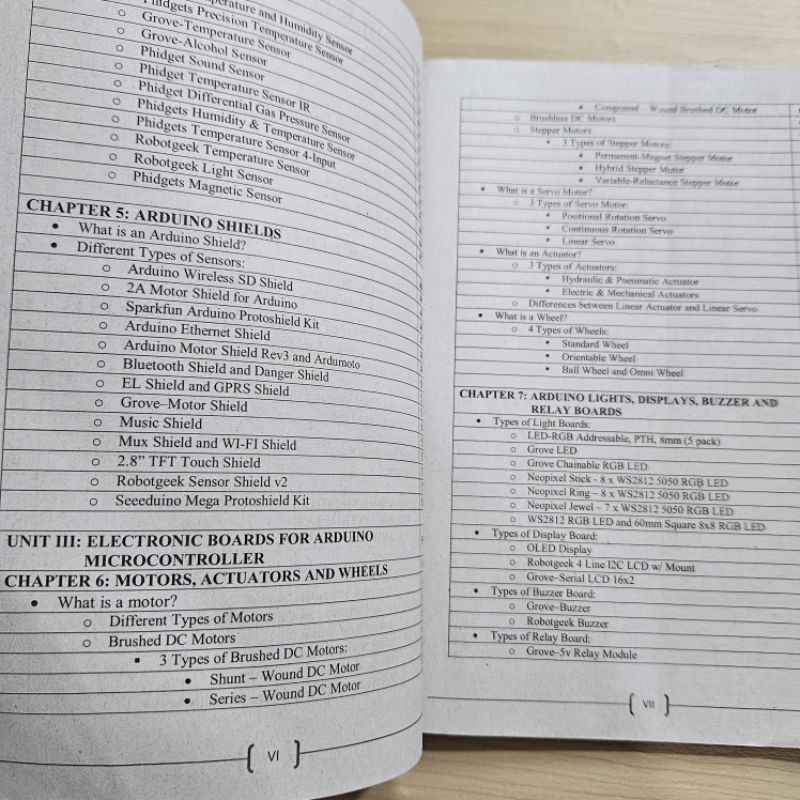 Temperature and Humidity Sensor
Phidgets Precision Temperature Sensor
○ Grove-Temperature Sensor
○ Grove-Alcohol Sensor
○ Phidget Sound Sensor
○ Phidget Temperature Sensor IR
○ Phidget Differential Gas Pressure Sensor
○ Phidgets Humidity & Temperature Sensor
○ Phidgets Temperature Sensor 4-Input
○ Robotgeek Temperature Sensor
○ Robotgeek Light Sensor
○ Phidgets Magnetic Sensor
CHAPTER 5: ARDUINO SHIELDS
• What is an Arduino Shield?
• Different Types of Sensors:
○ Arduino Wireless SD Shield
○ 2A Motor Shield for Arduino
○ Sparkfun Arduino Protoshield Kit
○ Arduino Ethernet Shield
○ Arduino Motor Shield Rev3 and Ardumoto
○ Bluetooth Shield and Danger Shield
○ EL Shield and GPRS Shield
○ Grove–Motor Shield
○ Music Shield
○ Mux Shield and WI-FI Shield
○ 2.8” TFT Touch Shield
○ Robotgeek Sensor Shield v2
○ Seeeduino Mega Protoshield Kit
UNIT III: ELECTRONIC BOARDS FOR ARDUINO
MICROCONTROLLER
CHAPTER 6: MOTORS, ACTUATORS AND WHEELS
• What is a motor?
○ Different Types of Motors
○ Brushed DC Motors
▪ 3 Types of Brushed DC Motors:
• Shunt – Wound DC Motor
• Series – Wound DC Motor
VI
• Compound – Wound Brushed DC Motor
○ Brushless DC Motors
○ Stepper Motors
▪ 3 Types of Stepper Motors:
• Permanent-Magnet Stepper Motor
• Hybrid Stepper Motor
• Variable-Reluctance Stepper Motor
• What is a Servo Motor?
○ 3 Types of Servo Motor:
▪ Positional Rotation Servo
▪ Continuous Rotation Servo
▪ Linear Servo
• What is an Actuator?
○ 3 Types of Actuators:
▪ Hydraulic & Pneumatic Actuator
▪ Electric & Mechanical Actuators
○ Differences between Linear Actuator and Linear Servo
• What is a Wheel?
○ 4 Types of Wheels:
▪ Standard Wheel
▪ Orientable Wheel
▪ Ball Wheel and Omni Wheel
CHAPTER 7: ARDUINO LIGHTS, DISPLAYS, BUZZER AND
RELAY BOARDS
• Types of Light Boards:
○ LED-RGB Addressable, PTH, 8mm (5 pack)
○ Grove LED
○ Grove Chainable RGB LED
○ Neopixel Stick - 8 x WS2812 5050 RGB LED
○ Neopixel Ring – 8 x WS2812 5050 RGB LED
○ Neopixel Jewel – 7 x WS2812 5050 RGB LED
○ WS2812 RGB LED and 60mm Square 8x8 RGB LED
• Types of Display Board:
○ OLED Display
○ Robotgeek 4 Line I2C LCD w/ Mount
○ Grove–Serial LCD 16x2
• Types of Buzzer Board:
○ Grove–Buzzer
○ Robotgeek Buzzer
• Types of Relay Board:
○ Grove–5v Relay Module
VII